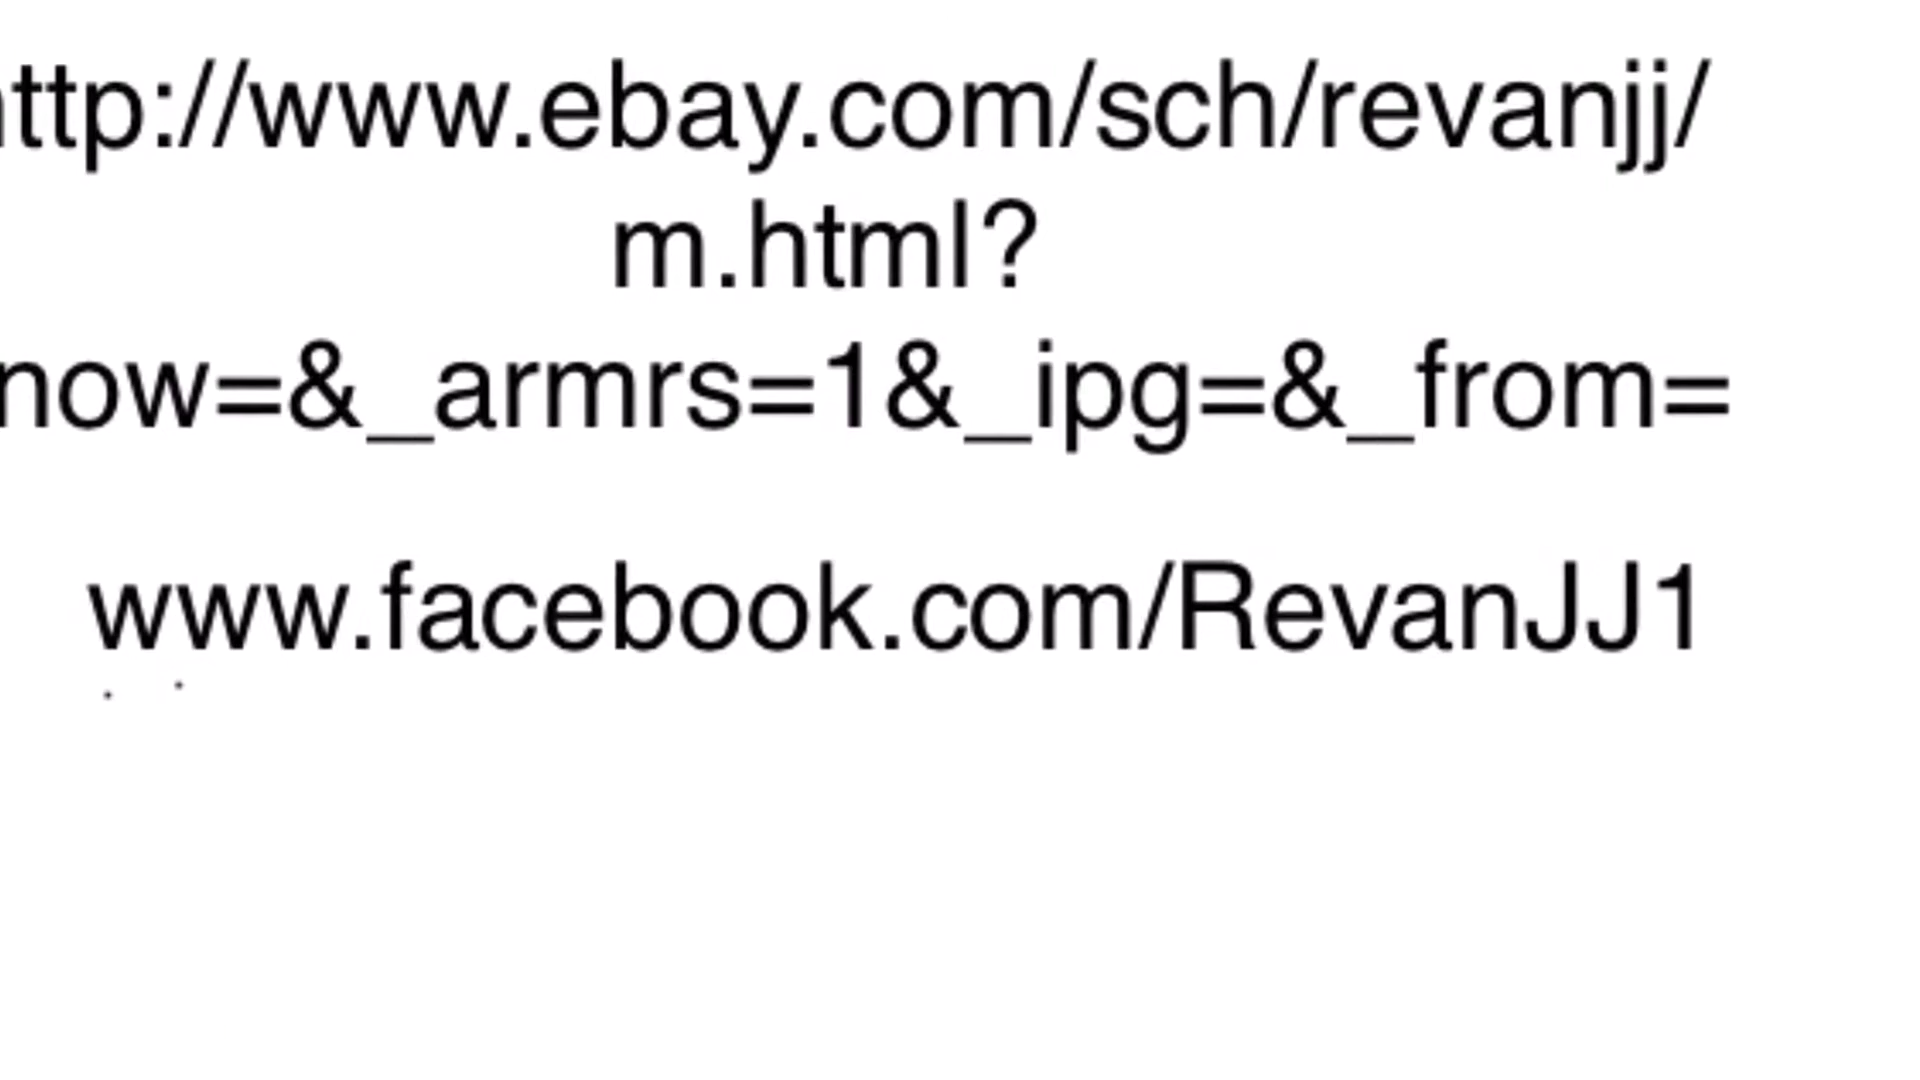 ttp://www.ebay.com/sch/revanjj/
m.html?
now=&_armrs=1&_ipg=&_from=
www.facebook.com/RevanJJ1